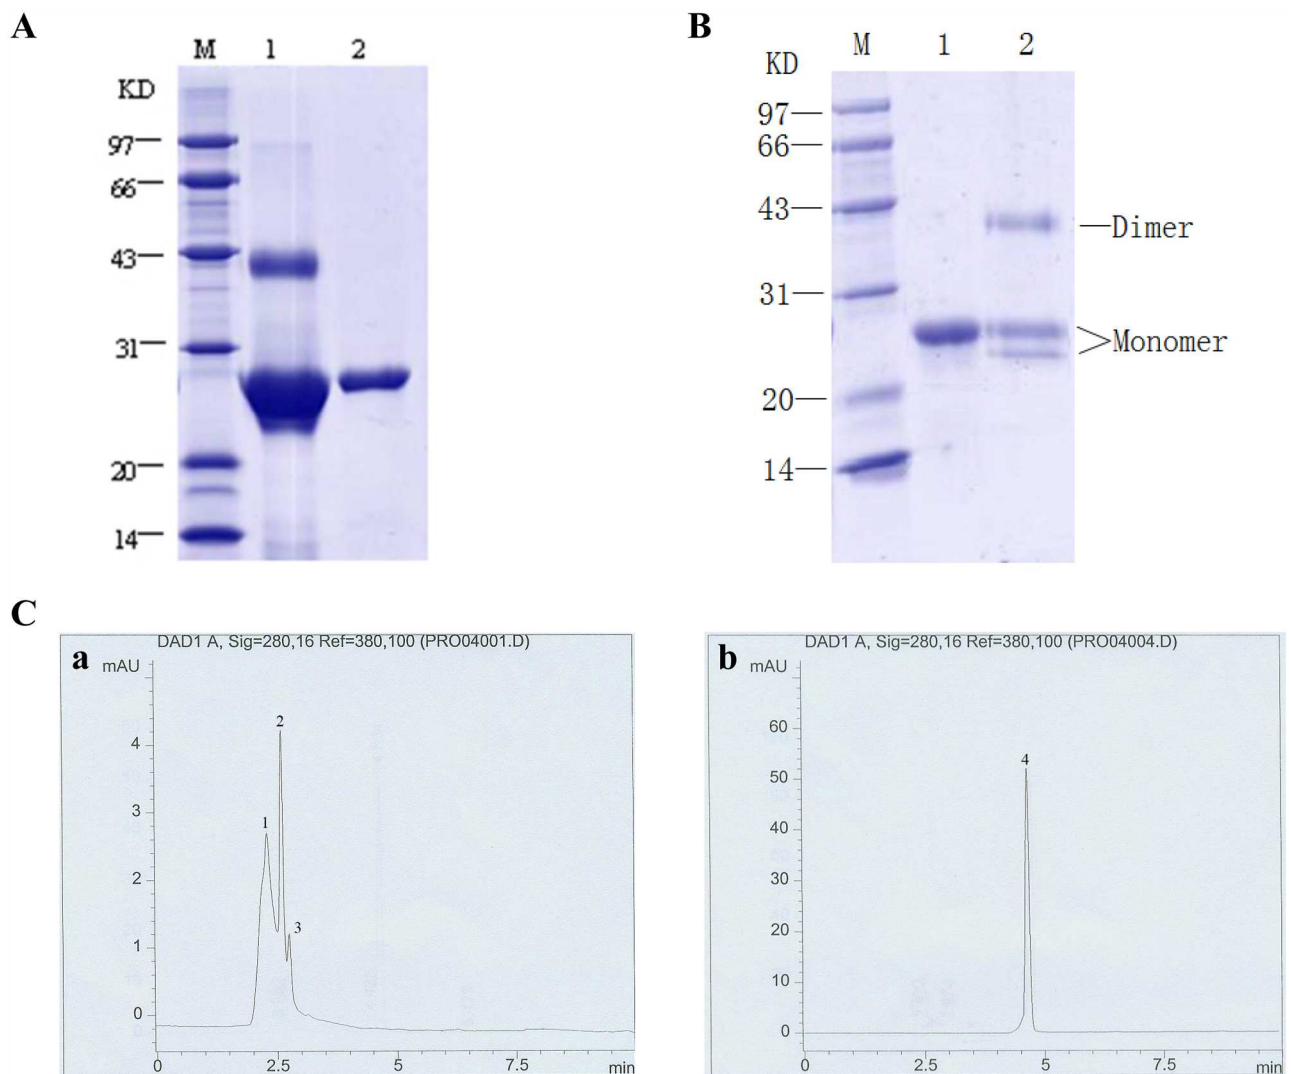 A
M 1 2
KD
97
66
43
31
20
14
B
M 1 2
KD
97
66
43
31
20
14
Dimer
Monomer
C
a
DAD1 A, Sig=280,16 Ref=380,100 (PRO04001.D)
mAU
4
3
2
1
0
1
2
3
0 2.5 5 7.5 min
b
DAD1 A, Sig=280,16 Ref=380,100 (PRO04004.D)
mAU
60
50
40
30
20
10
0
4
0 2.5 5 7.5 min